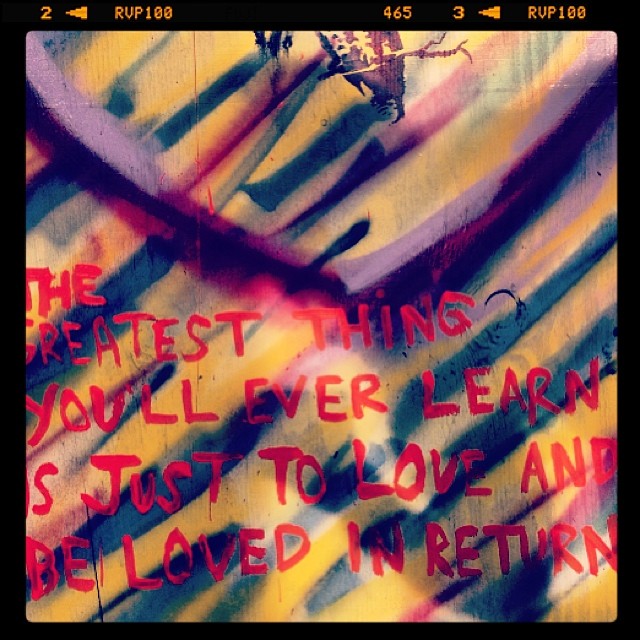 2 RVP100 465 3 RVP100
THE
GREATEST THING
YOU'LL EVER LEARN
IS JUST TO LOVE AND
BE LOVED IN RETURN